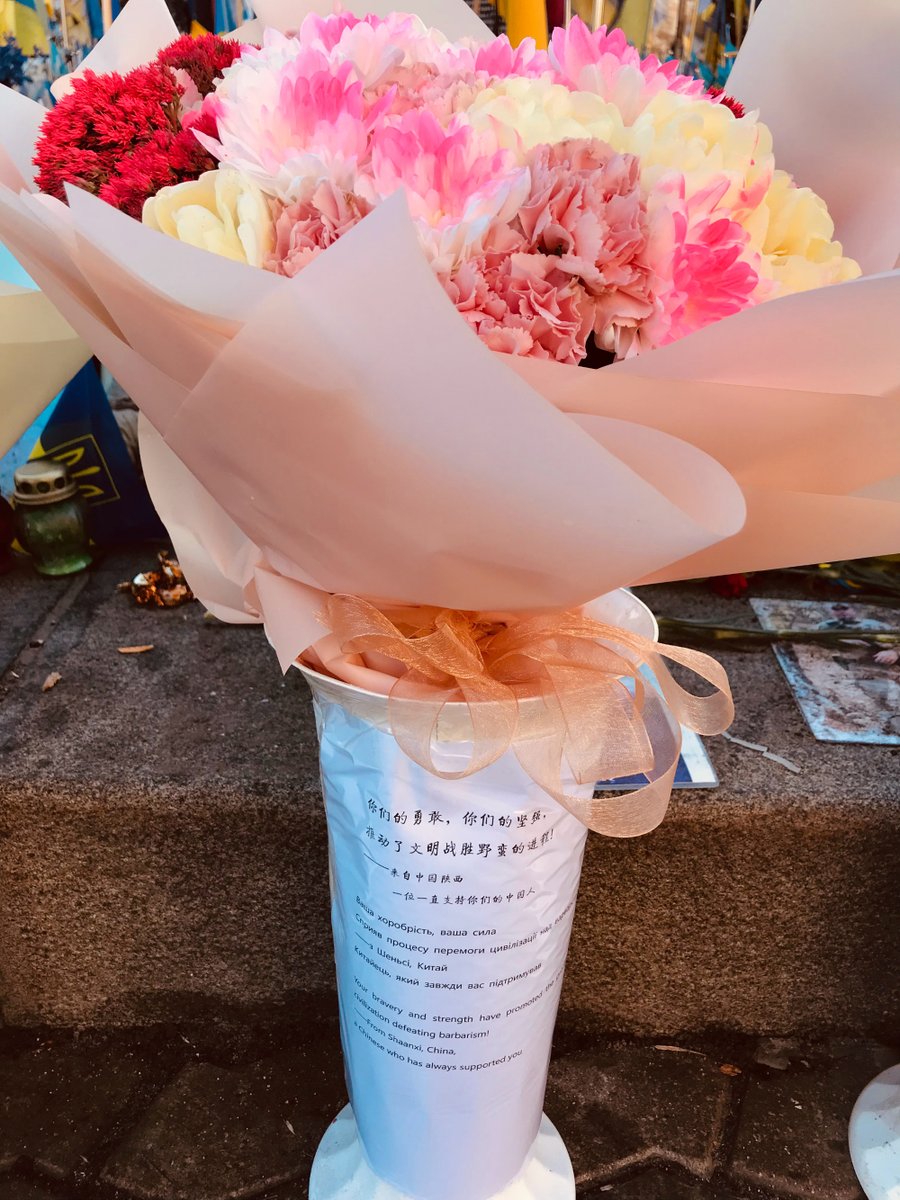 你们的勇敢，你们的坚强，
推动了文明战胜野蛮的进程！
——来自中国陕西
一位一直支持你们的中国人
Ваша хоробрість, ваша сила
Сприяв процесу перемоги цивілізації над
——з Шеньсі, Китай
Китаєць, який завжди вас підтримував
Your bravery and strength have promoted the
civilization defeating barbarism!
——From Shaanxi, China,
a Chinese who has always supported you